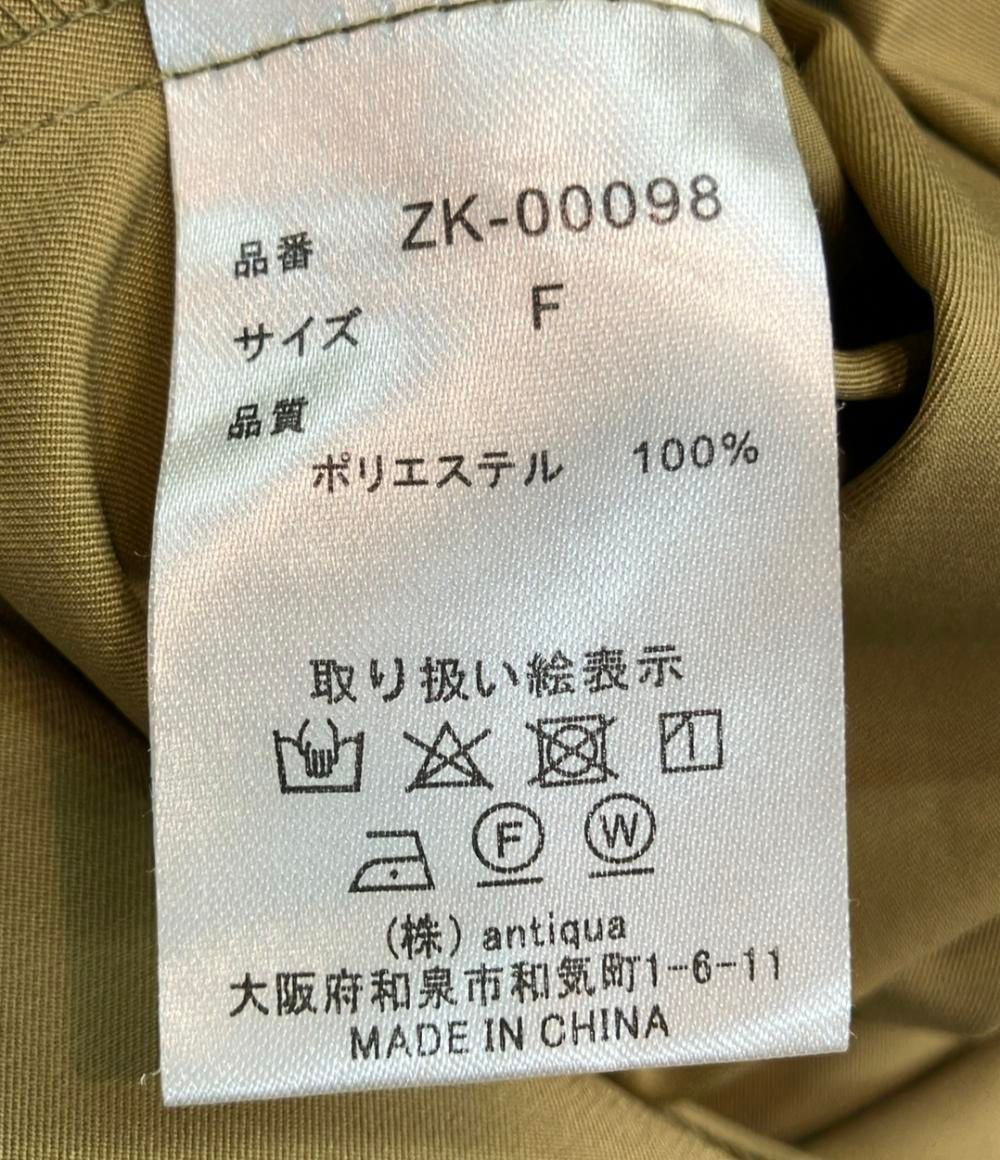 品番 ZK-00098
サイズ F
品質
ポリエステル 100%
取り扱い絵表示
F W
(株) antiqua
大阪府和泉市和気町1-6-11
MADE IN CHINA